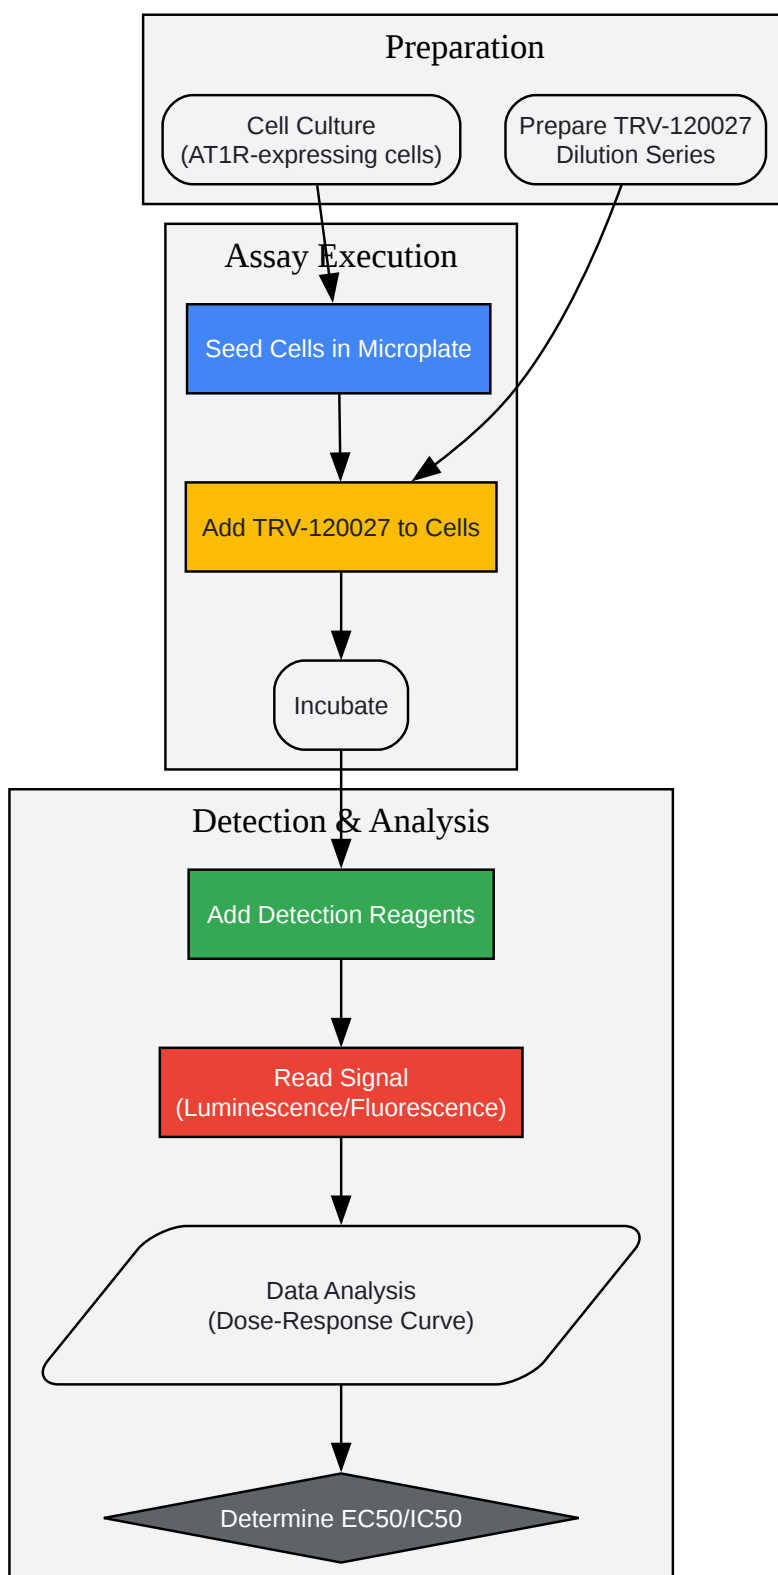 Preparation
Cell Culture
(AT1R-expressing cells)
Prepare TRV-120027
Dilution Series
Assay Execution
Seed Cells in Microplate
Add TRV-120027 to Cells
Incubate
Detection & Analysis
Add Detection Reagents
Read Signal
(Luminescence/Fluorescence)
Data Analysis
(Dose-Response Curve)
Determine EC50/IC50